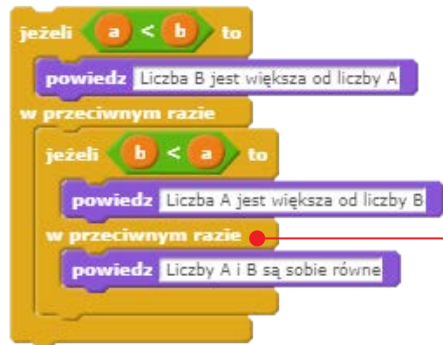 jeżeli a < b to
powiedz Liczba B jest większa od liczby A
w przeciwnym razie
jeżeli b < a to
powiedz Liczba A jest większa od liczby B
w przeciwnym razie
powiedz Liczby A i B są sobie równe